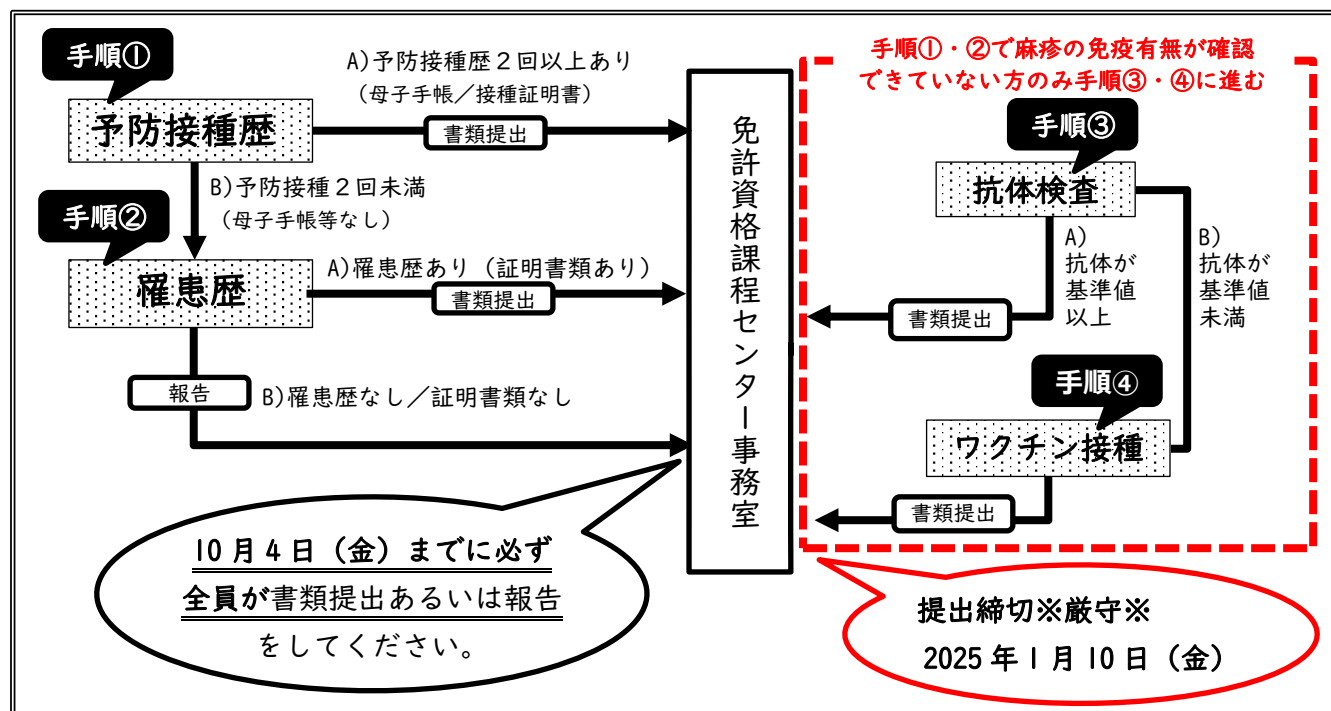 手順①
予防接種歴
A)予防接種歴2回以上あり
(母子手帳/接種証明書)
書類提出
B)予防接種2回未満
(母子手帳等なし)
手順②
罹患歴
A)罹患歴あり(証明書類あり)
書類提出
報告
B)罹患歴なし/証明書類なし
10月4日(金)までに必ず
全員が書類提出あるいは報告
をしてください。
免許資格課程センター事務室
手順①・②で麻疹の免疫有無が確認
できていない方のみ手順③・④に進む
手順③
抗体検査
A)
抗体が
基準値
以上
B)
抗体が
基準値
未満
書類提出
手順④
ワクチン接種
書類提出
提出締切※厳守※
2025年1月10日(金)